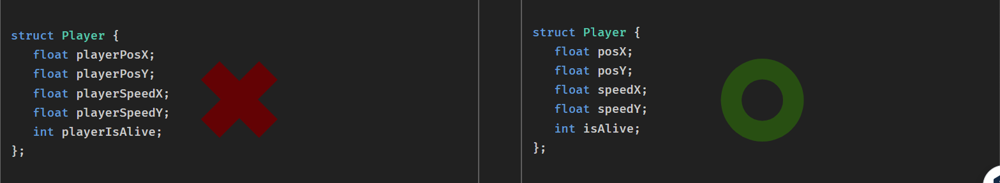 struct Player {
   float playerPosX;
   float playerPosY;
   float playerSpeedX;
   float playerSpeedY;
   int playerIsAlive;
};
struct Player {
   float posX;
   float posY;
   float speedX;
   float speedY;
   int isAlive;
};